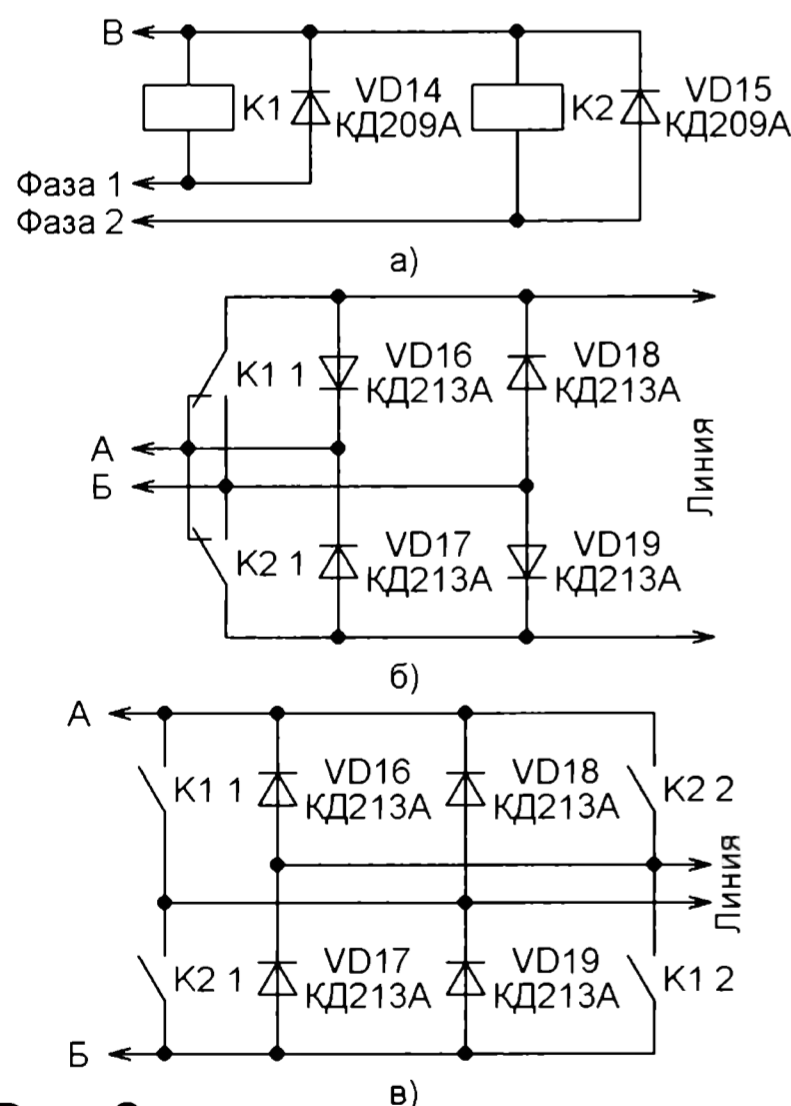 В
К1
VD14
КД209А
К2
VD15
КД209А
Фаза 1
Фаза 2
а)
К1 1
VD16
КД213А
VD18
КД213А
А
Б
Линия
К2 1
VD17
КД213А
VD19
КД213А
б)
А
К1 1
VD16
КД213А
VD18
КД213А
К2 2
Линия
К2 1
VD17
КД213А
VD19
КД213А
К1 2
Б
в)